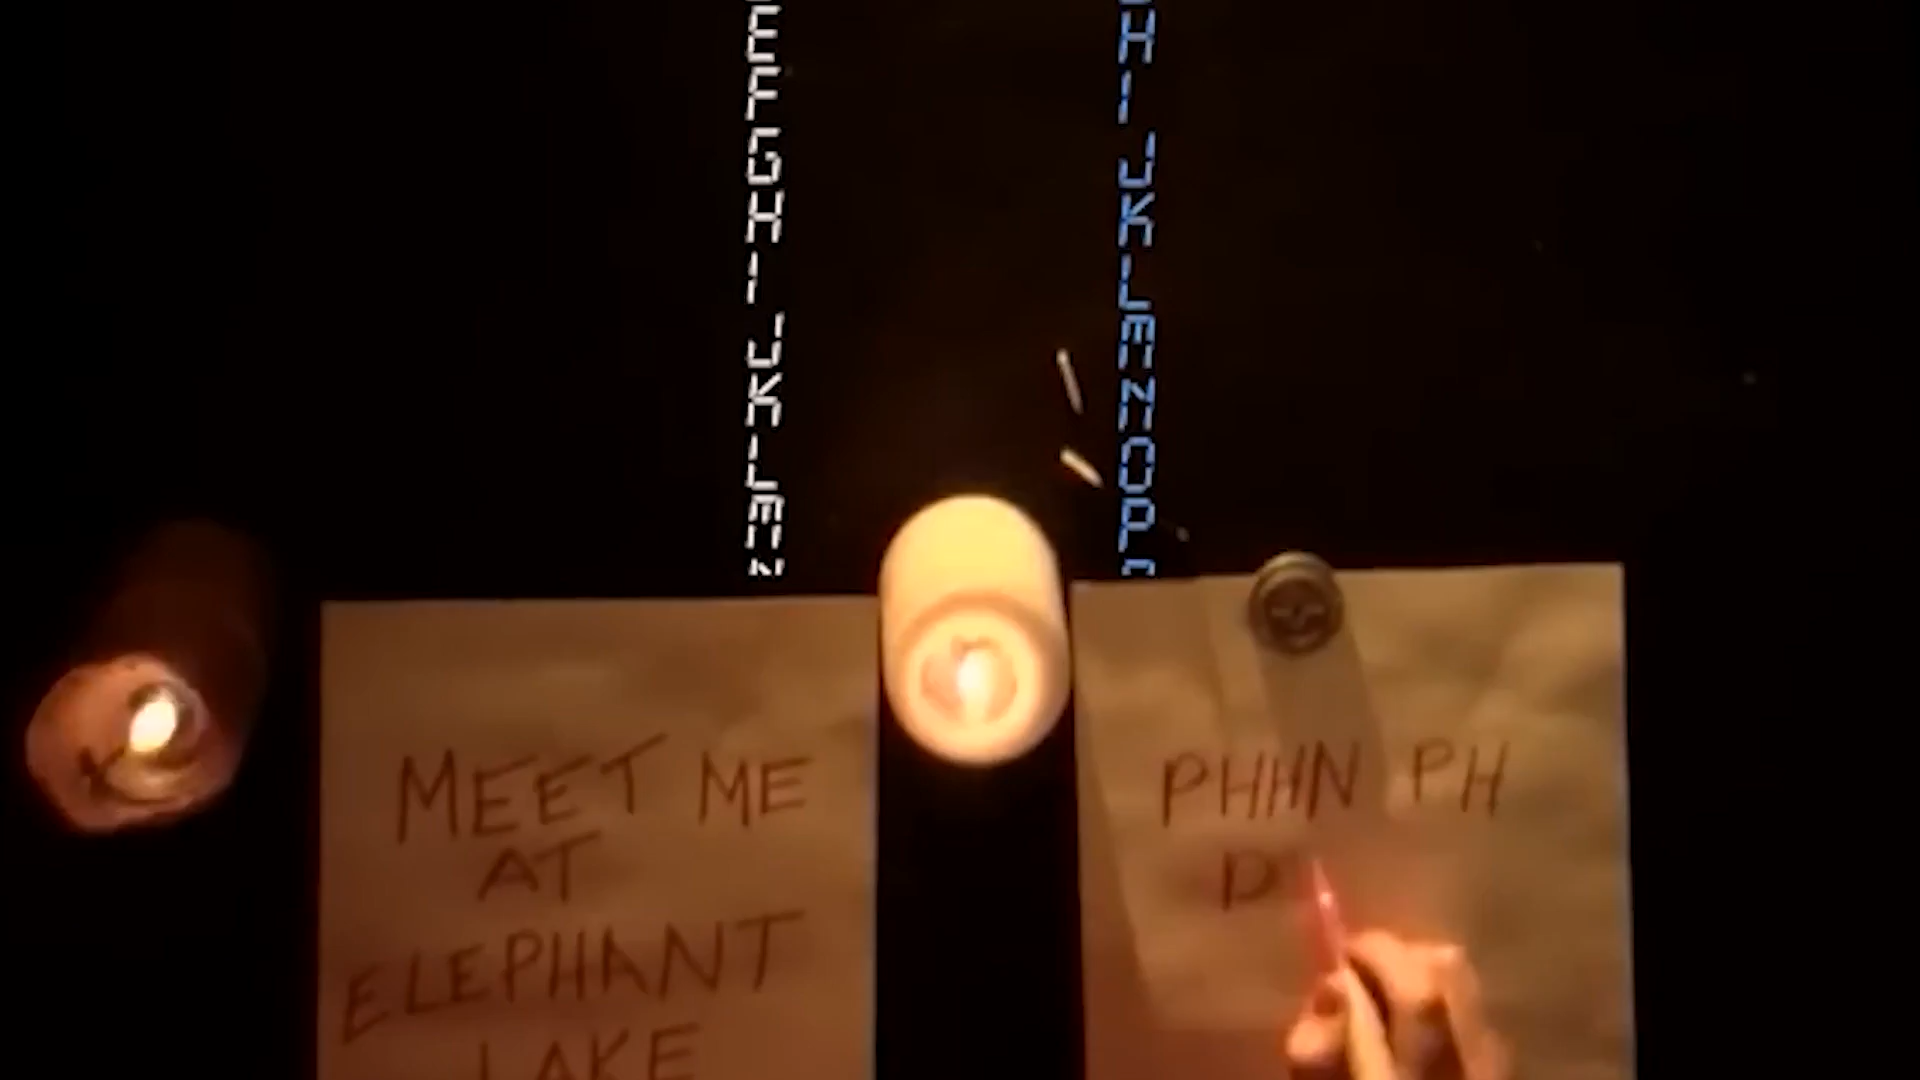 EFGHIJKLMN
HIJKLMNOP
MEET ME
AT
ELEPHANT
LAKE
PHHN PH
D